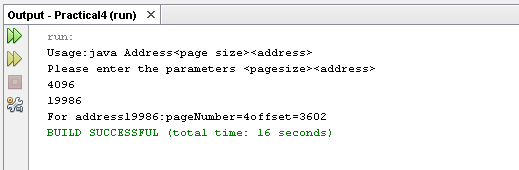 Output - Practical4 (run)
run:
Usage:java Address<page size><address>
Please enter the parameters <pagesize><address>
4096
19986
For address19986:pageNumber=4offset=3602
BUILD SUCCESSFUL (total time: 16 seconds)